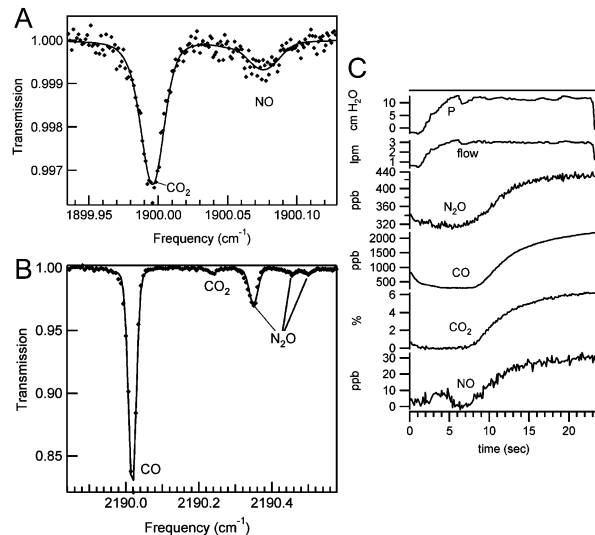 A
1.000
0.999
0.998
0.997
Transmission
NO
CO2
1899.95
1900.00
1900.05
1900.10
Frequency (cm-1)
B
1.00
0.95
0.90
0.85
Transmission
CO2
N2O
CO
2190.0
2190.2
2190.4
Frequency (cm-1)
C
cm H2O
10
5
0
P
lpm
3
2
1
flow
ppb
440
400
360
320
N2O
ppb
2000
1500
1000
500
CO
%
6
4
2
0
CO2
ppb
30
20
10
0
NO
0
5
10
15
20
time (sec)